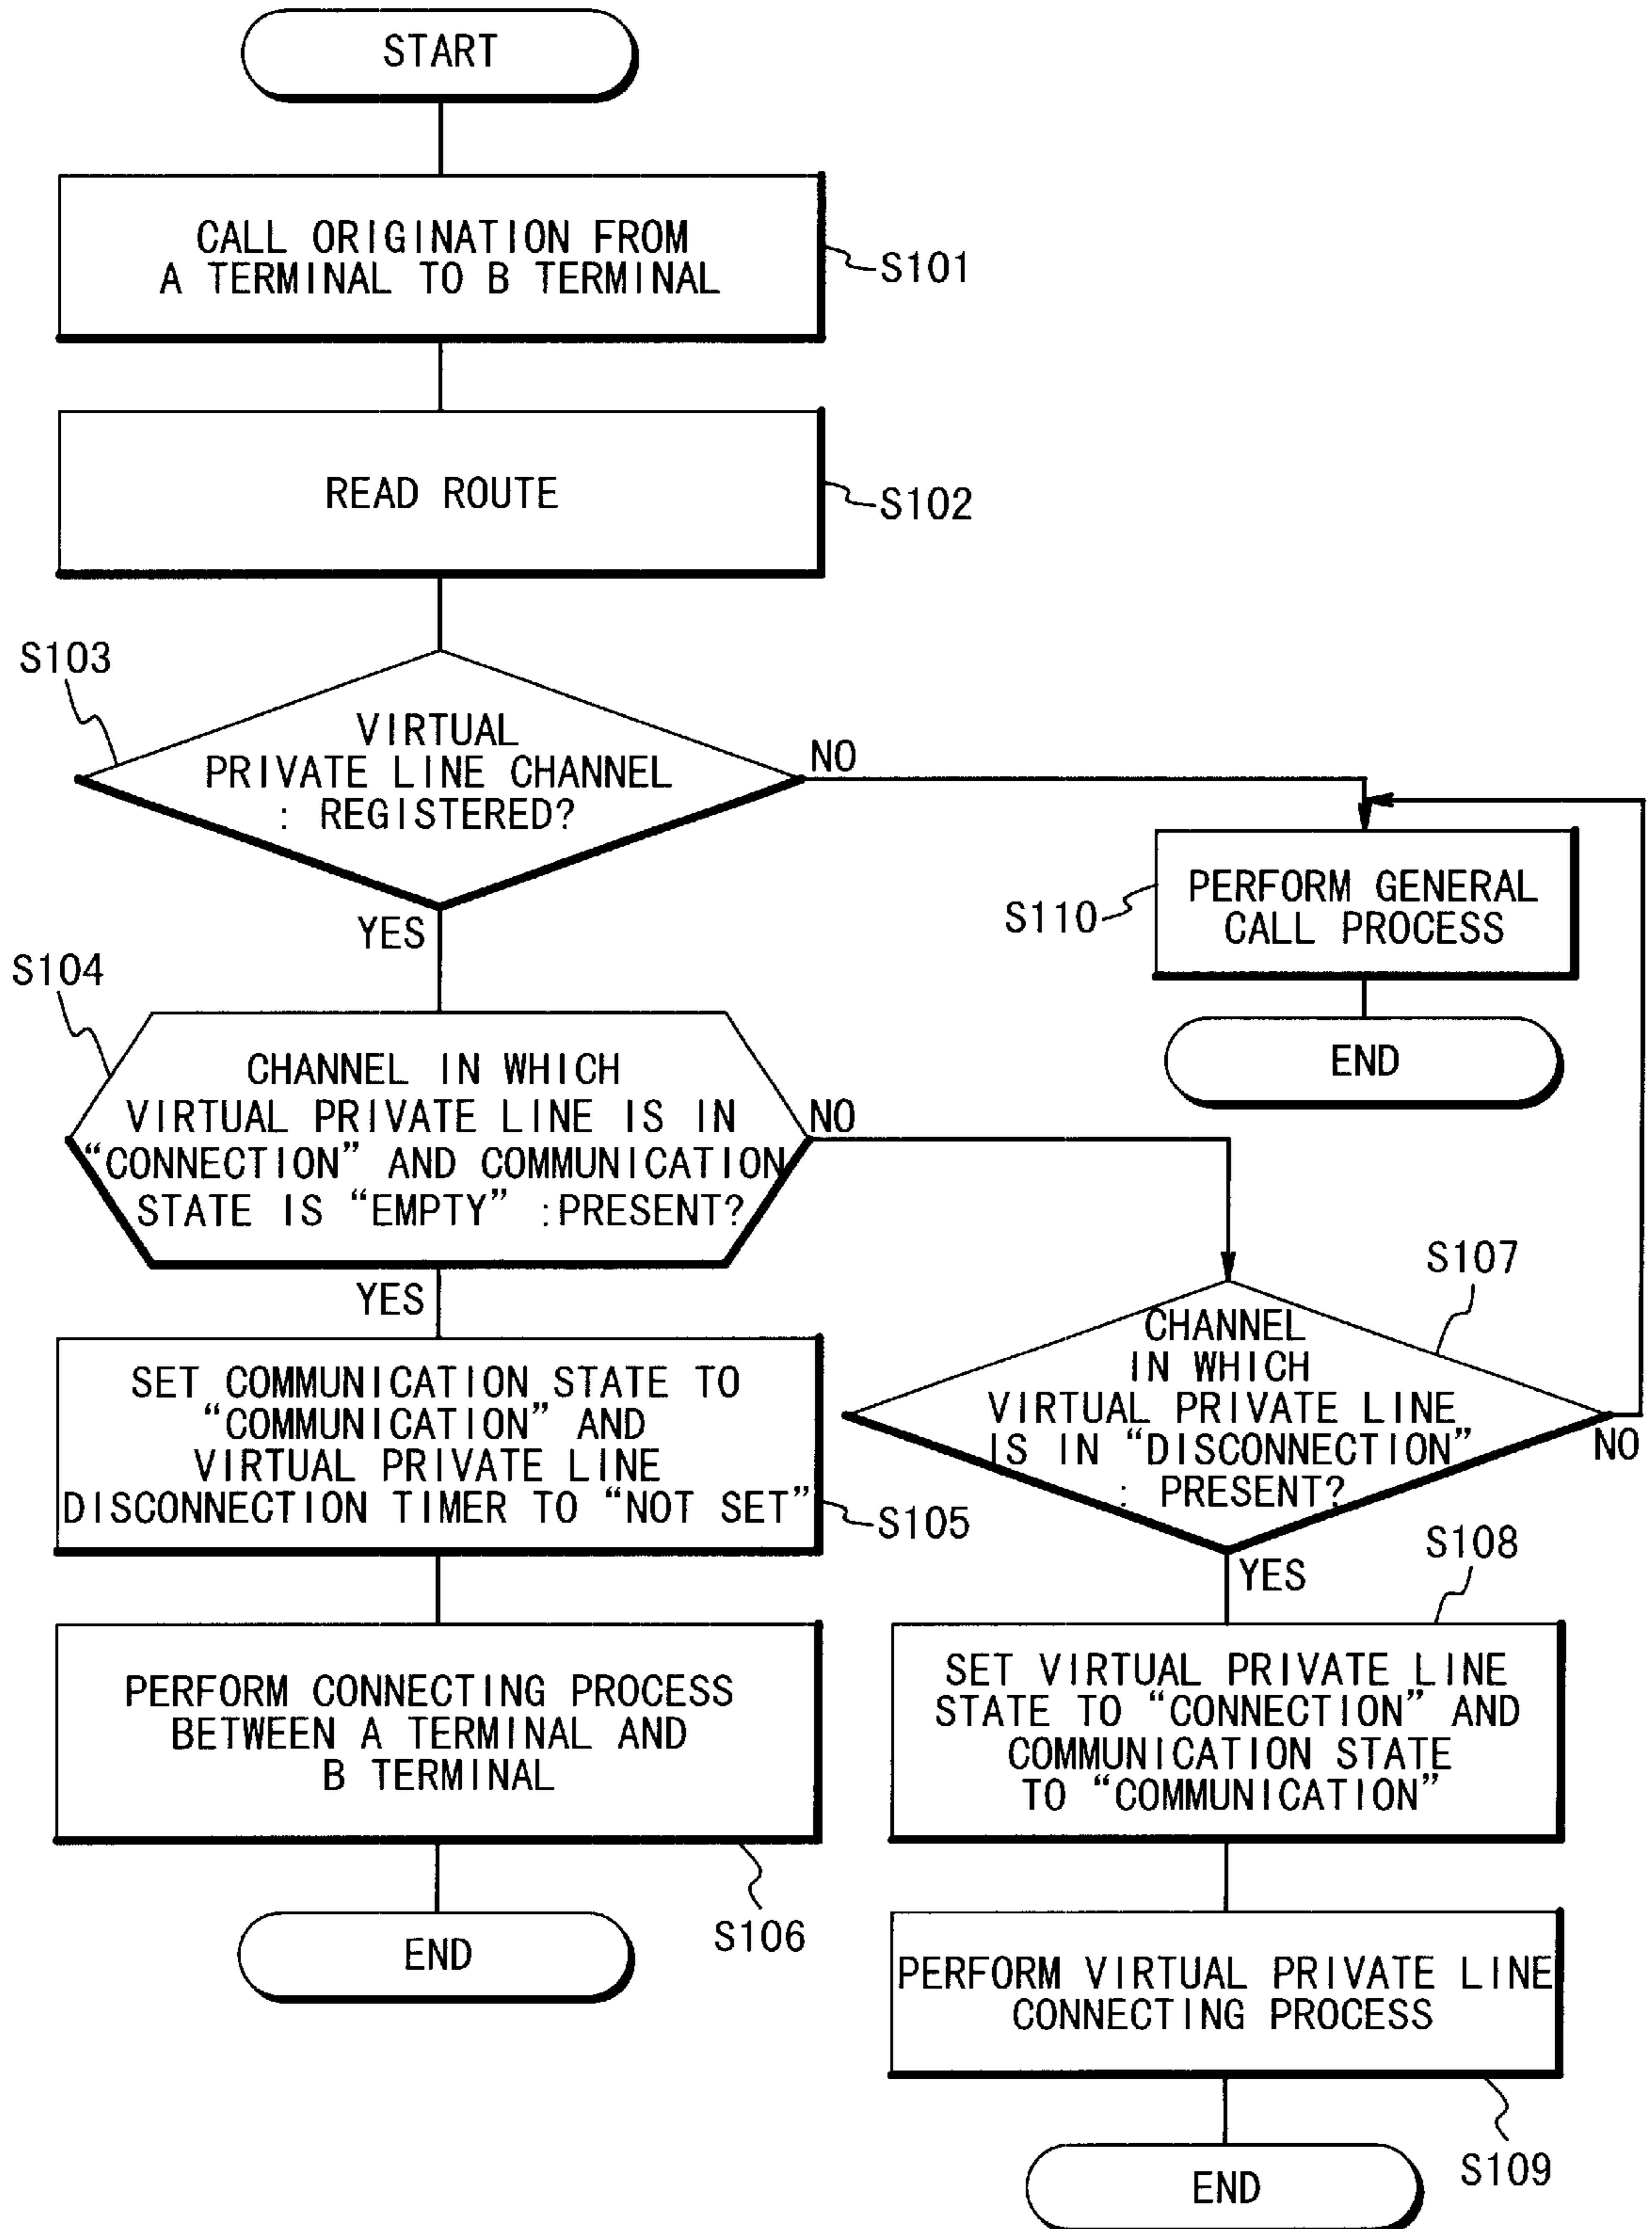 START
CALL ORIGINATION FROM
A TERMINAL TO B TERMINAL
S101
READ ROUTE
S102
S103
VIRTUAL
PRIVATE LINE CHANNEL
: REGISTERED?
NO
YES
S110
PERFORM GENERAL
CALL PROCESS
END
S104
CHANNEL IN WHICH
VIRTUAL PRIVATE LINE IS IN
“CONNECTION” AND COMMUNICATION
STATE IS “EMPTY” :PRESENT?
NO
YES
S107
CHANNEL
IN WHICH
VIRTUAL PRIVATE LINE
IS IN “DISCONNECTION”
: PRESENT?
NO
YES
SET COMMUNICATION STATE TO
“COMMUNICATION” AND
VIRTUAL PRIVATE LINE
DISCONNECTION TIMER TO “NOT SET”
S105
S108
SET VIRTUAL PRIVATE LINE
STATE TO “CONNECTION” AND
COMMUNICATION STATE
TO “COMMUNICATION”
PERFORM CONNECTING PROCESS
BETWEEN A TERMINAL AND
B TERMINAL
S106
END
PERFORM VIRTUAL PRIVATE LINE
CONNECTING PROCESS
S109
END